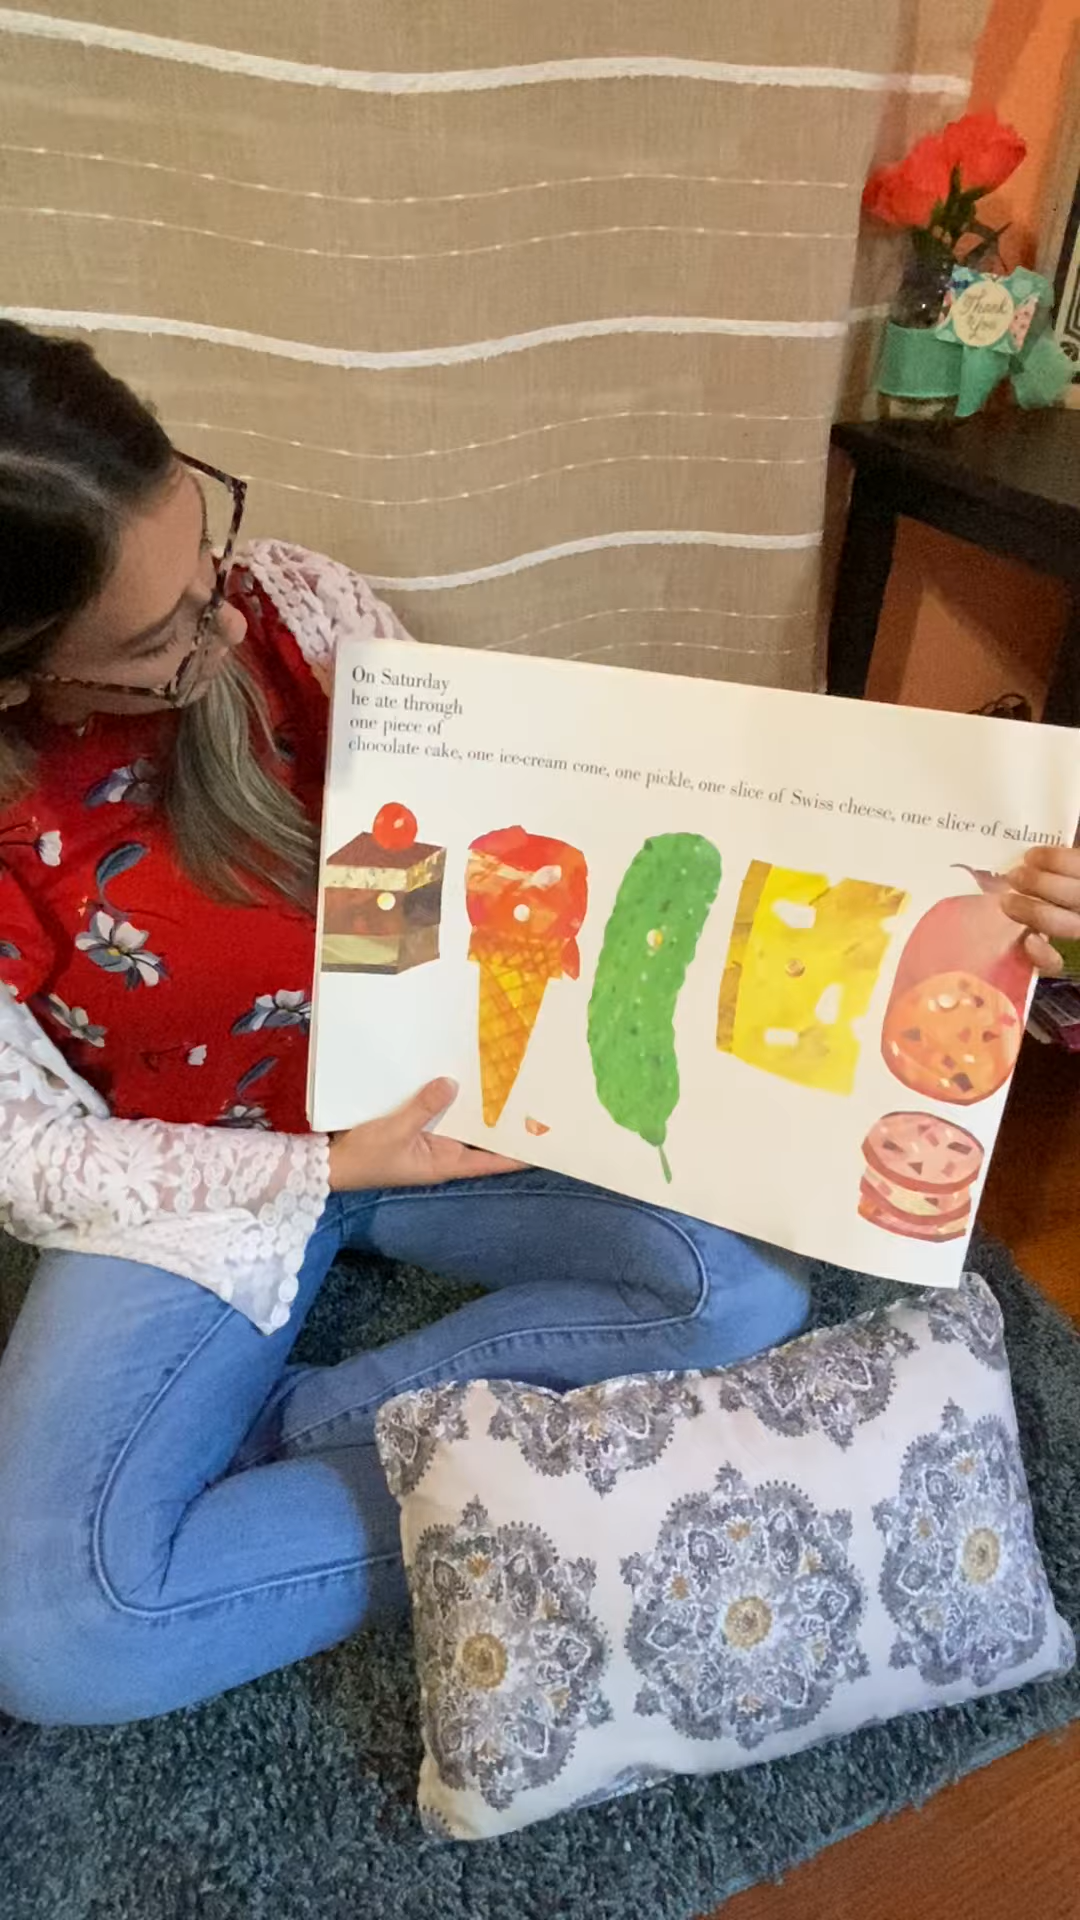 Thank
You
On Saturday
he ate through
one piece of
chocolate cake, one ice-cream cone, one pickle, one slice of Swiss cheese, one slice of salami,